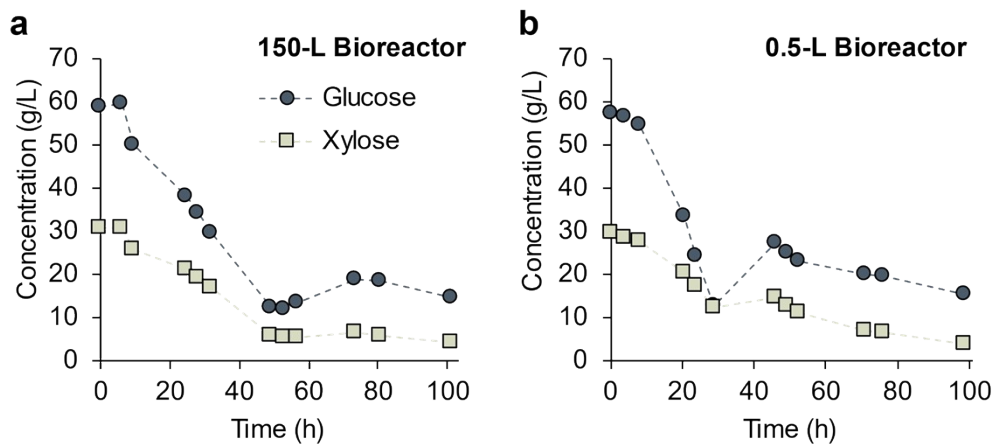 a
150-L Bioreactor
Concentration (g/L)
70
60
50
40
30
20
10
0
Glucose
Xylose
0 20 40 60 80 100
Time (h)
b
0.5-L Bioreactor
Concentration (g/L)
70
60
50
40
30
20
10
0
0 20 40 60 80 100
Time (h)